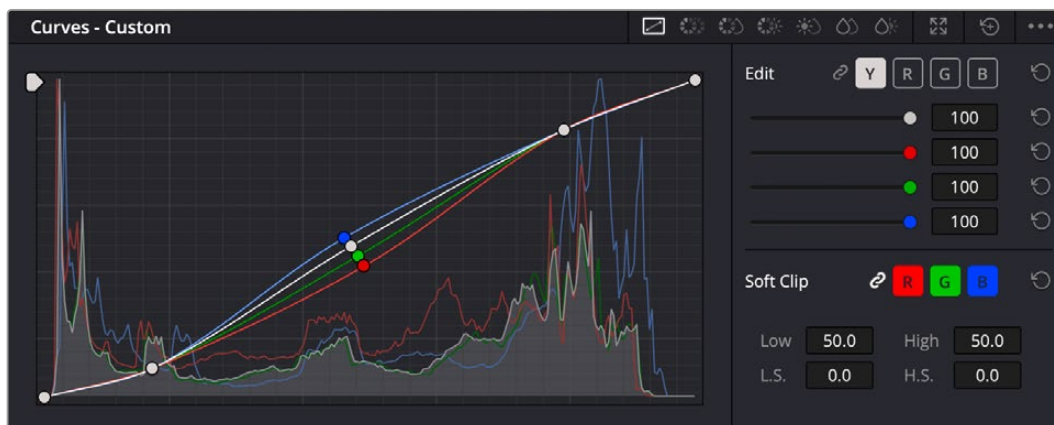 Curves - Custom
Edit Y R G B
100
100
100
100
Soft Clip R G B
Low 50.0 High 50.0
L.S. 0.0 H.S. 0.0